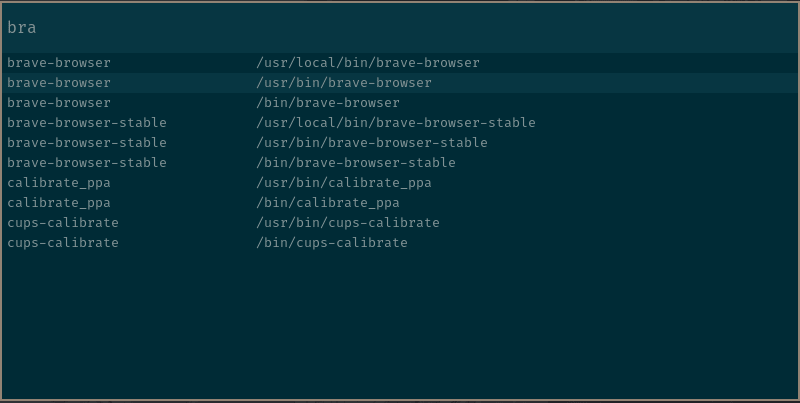 bra
brave-browser /usr/local/bin/brave-browser
brave-browser /usr/bin/brave-browser
brave-browser /bin/brave-browser
brave-browser-stable /usr/local/bin/brave-browser-stable
brave-browser-stable /usr/bin/brave-browser-stable
brave-browser-stable /bin/brave-browser-stable
calibrate_ppa /usr/bin/calibrate_ppa
calibrate_ppa /bin/calibrate_ppa
cups-calibrate /usr/bin/cups-calibrate
cups-calibrate /bin/cups-calibrate